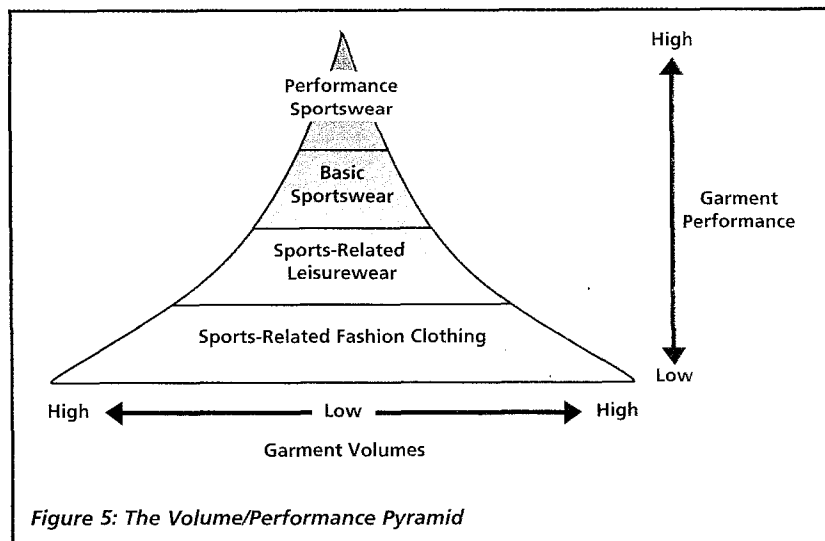 High
Performance
Sportswear
Basic
Sportswear
Garment
Performance
Sports-Related
Leisurewear
Sports-Related Fashion Clothing
Low
High Low High
Garment Volumes
Figure 5: The Volume/Performance Pyramid